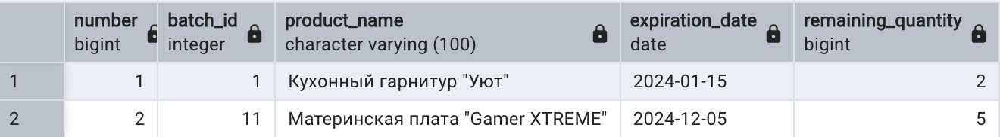 number batch_id product_name expiration_date remaining_quantity
bigint integer character varying (100) date bigint
1 1 1 Кухонный гарнитур "Уют" 2024-01-15 2
2 2 11 Материнская плата "Gamer XTREME" 2024-12-05 5